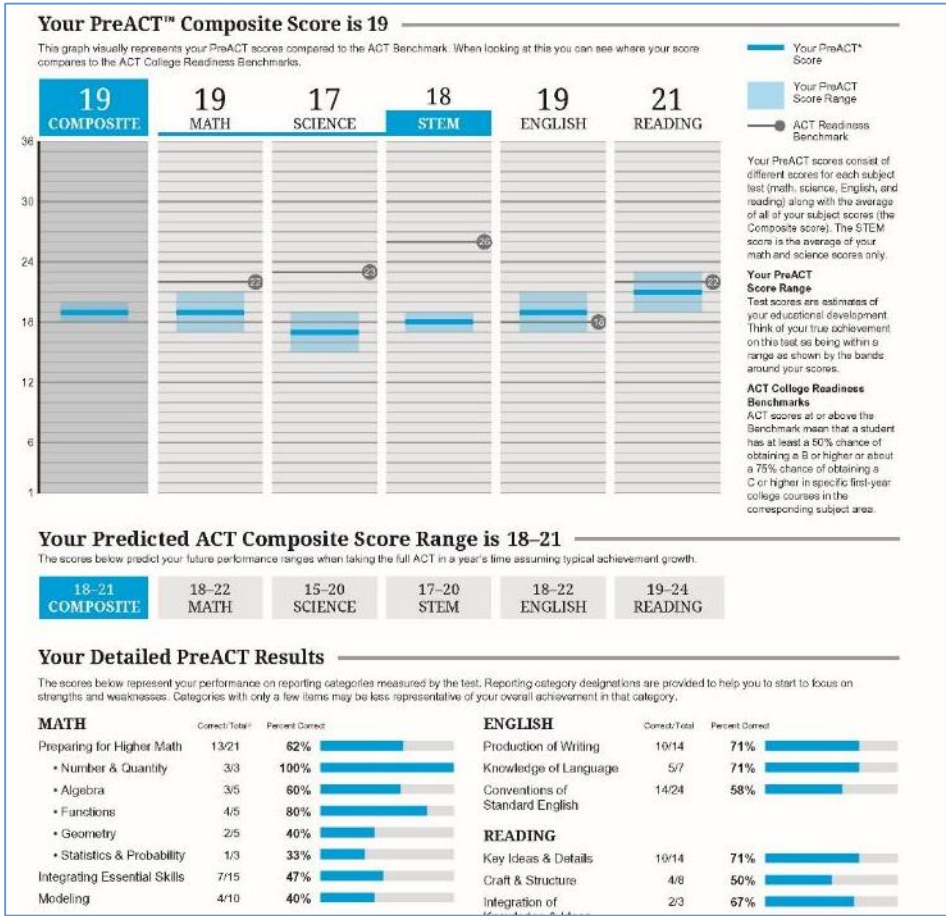 Your PreACT™ Composite Score is 19
This graph visually represents your PreACT scores compared to the ACT Benchmark. When looking at this you can see where your score
compares to the ACT College Readiness Benchmarks.
19
COMPOSITE
19
MATH
17
SCIENCE
18
STEM
19
ENGLISH
21
READING
36
30
24
18
12
6
1
22
23
26
18
22
Your PreACT*
Score
Your PreACT
Score Range
ACT Readiness
Benchmark
Your PreACT scores consist of
different scores for each subject
test (math, science, English, and
reading) along with the average
of all of your subject scores (the
Composite score). The STEM
score is the average of your
math and science scores only.
Your PreACT
Score Range
Test scores are estimates of
your educational development.
Think of your true achievement
on this test as being within a
range as shown by the bands
around your scores.
ACT College Readiness
Benchmarks
ACT scores at or above the
Benchmark mean that a student
has at least a 50% chance of
obtaining a B or higher or about
a 75% chance of obtaining a
C or higher in specific first-year
college courses in the
corresponding subject area.
Your Predicted ACT Composite Score Range is 18–21
The scores below predict your future performance ranges when taking the full ACT in a year's time assuming typical achievement growth.
18–21
COMPOSITE
18–22
MATH
15–20
SCIENCE
17–20
STEM
18–22
ENGLISH
19–24
READING
Your Detailed PreACT Results
The scores below represent your performance on reporting categories measured by the test. Reporting category designations are provided to help you to start to focus on
strengths and weaknesses. Categories with only a few items may be less representative of your overall achievement in that category.
MATH Correct/Total Percent Correct
Preparing for Higher Math 13/21 62%
• Number & Quantity 3/3 100%
• Algebra 3/5 60%
• Functions 4/5 80%
• Geometry 2/5 40%
• Statistics & Probability 1/3 33%
Integrating Essential Skills 7/15 47%
Modeling 4/10 40%
ENGLISH Correct/Total Percent Correct
Production of Writing 10/14 71%
Knowledge of Language 5/7 71%
Conventions of 14/24 58%
Standard English
READING
Key Ideas & Details 10/14 71%
Craft & Structure 4/8 50%
Integration of 2/3 67%